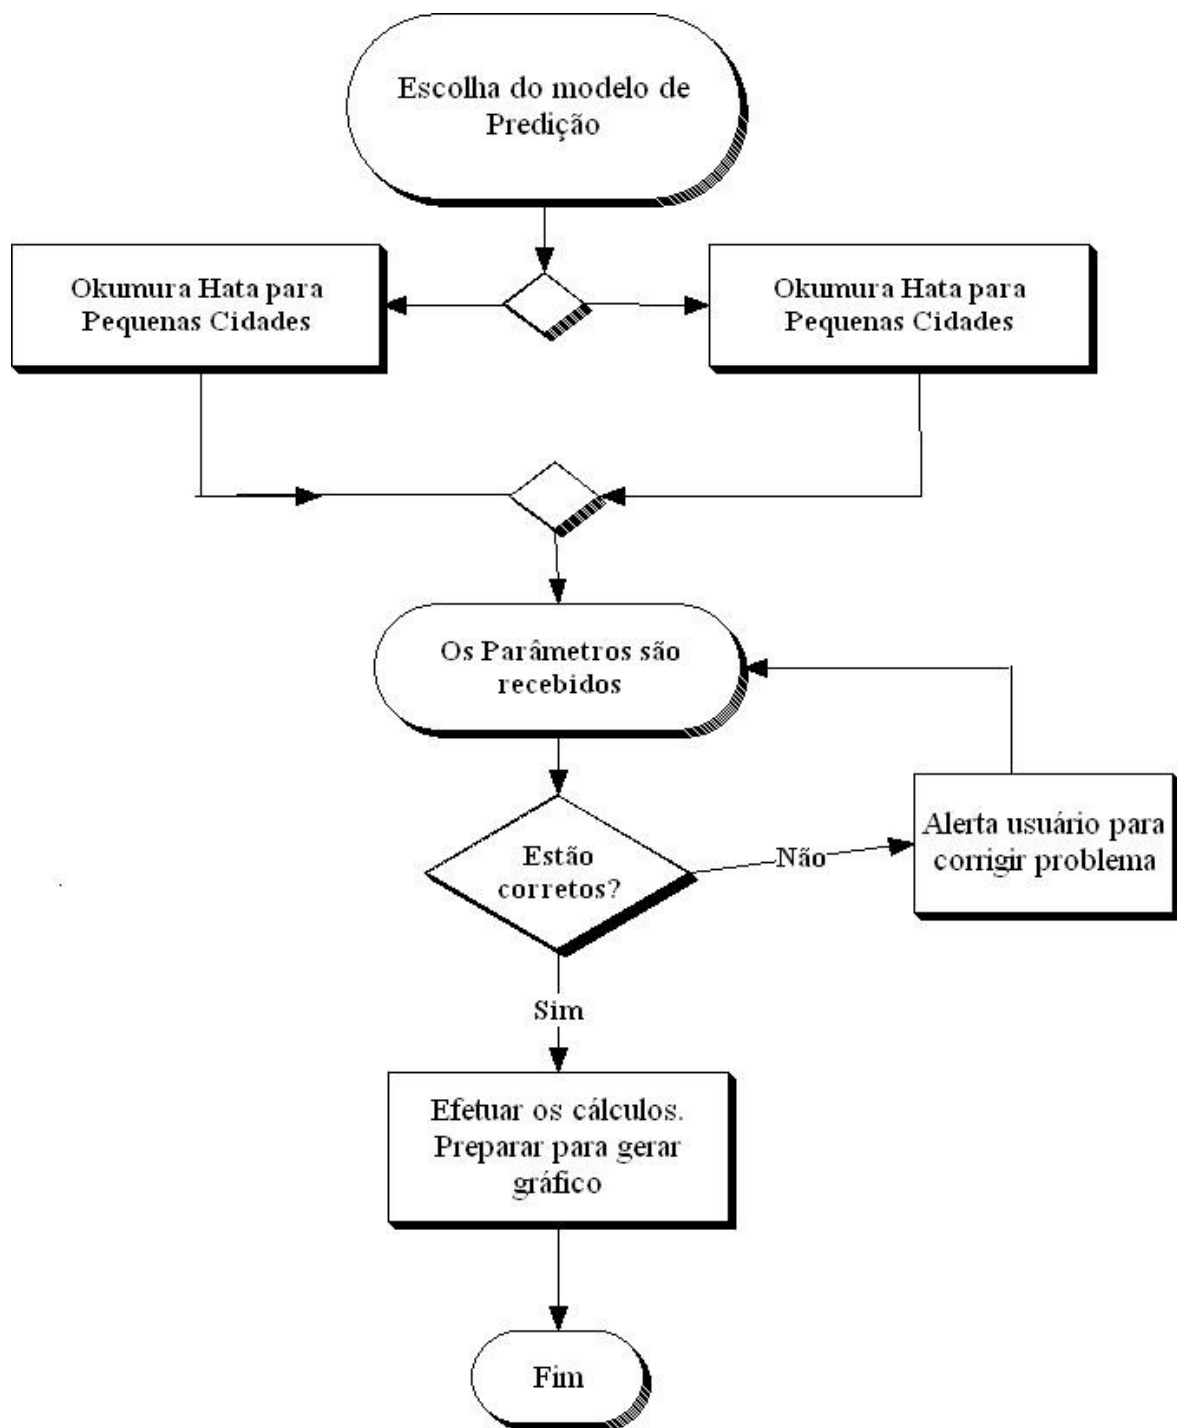 Escolha do modelo de
Predição
Okumura Hata para
Pequenas Cidades
Okumura Hata para
Pequenas Cidades
Os Parâmetros são
recebidos
Estão
corretos?
Não
Alerta usuário para
corrigir problema
Sim
Efetuar os cálculos.
Preparar para gerar
gráfico
Fim